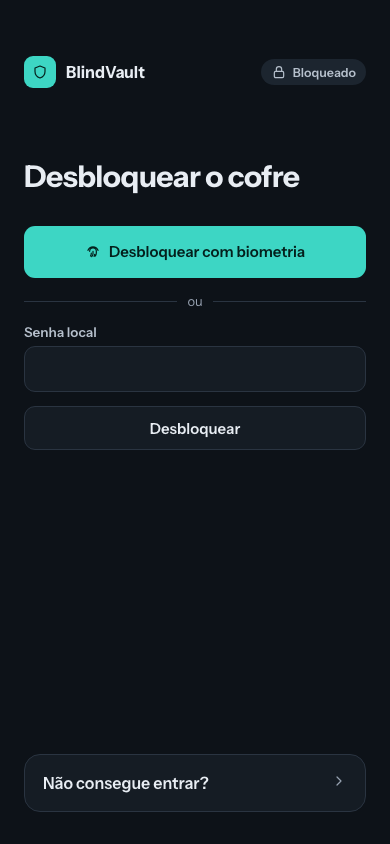 BlindVault
Bloqueado
Desbloquear o cofre
Desbloquear com biometria
ou
Senha local
Desbloquear
Não consegue entrar?